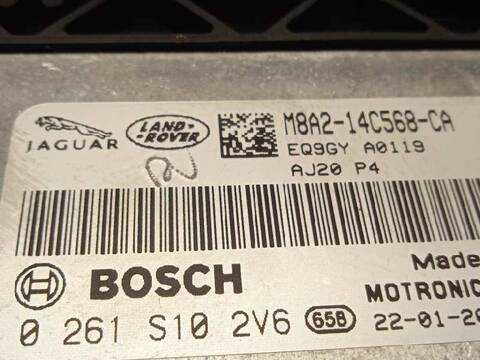 JAGUAR
LAND-
ROVER
M8A2-14C568-CA
EQ9GY A0119
AJ20 P4
BOSCH
Made
MOTRONIC
0 261 S10 2V6 658 22-01-20